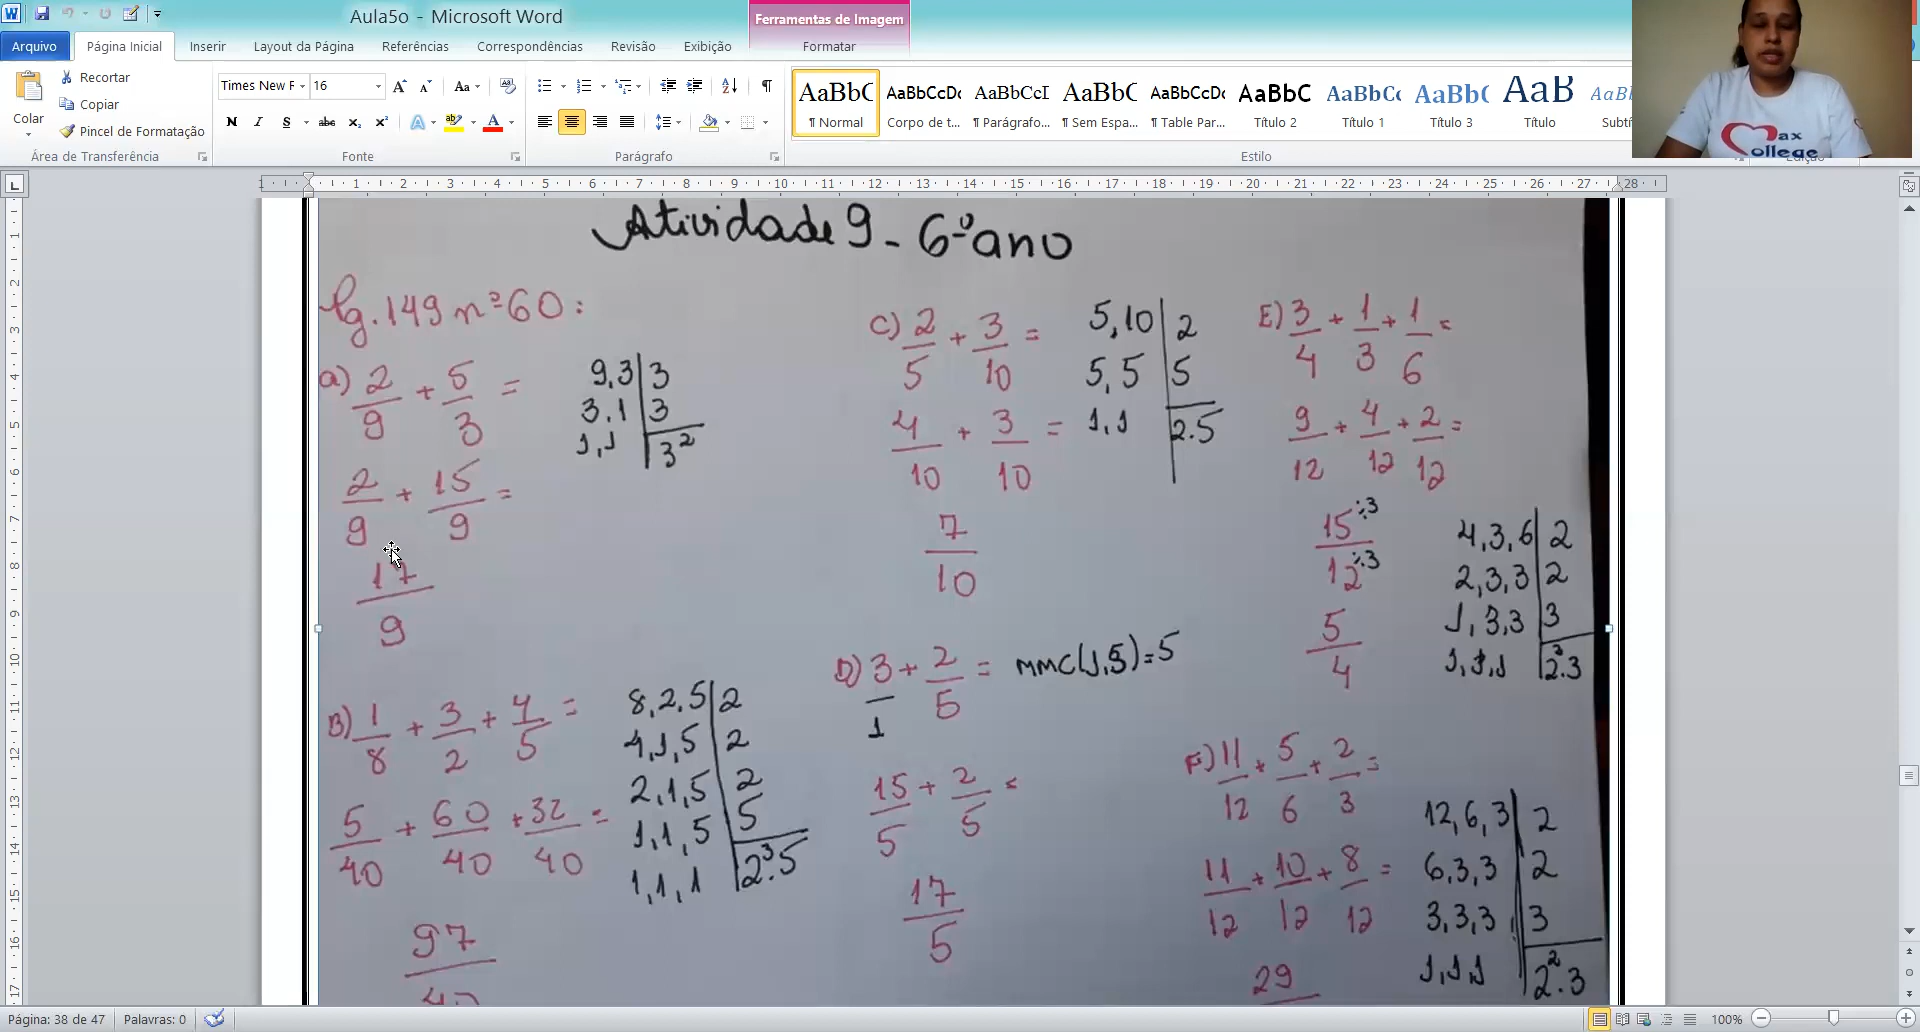 Aula5o - Microsoft Word
Ferramentas de Imagem
Arquivo
Página Inicial
Inserir
Layout da Página
Referências
Correspondências
Revisão
Exibição
Formatar
Colar
Recortar
Copiar
Pincel de Formatação
Área de Transferência
Times New F
16
Fonte
Parágrafo
AaBbC
¶ Normal
AaBbCcDc
Corpo de t...
AaBbCcI
¶ Parágrafo...
AaBbC
¶ Sem Espa...
AaBbCcDc
¶ Table Par...
AaBbC
Título 2
AaBbCc
Título 1
AaBb(
Título 3
AaB
Título
Estilo
Max College
Atividade 9 - 6º ano
Pg. 149 nº 60:
a) 2/9 + 5/3 =
2/9 + 15/9 =
17/9
9,3 | 3
3,1 | 3
1,1 | 3²
B) 1/8 + 3/2 + 4/5 =
5/40 + 60/40 + 32/40 =
97/40
8,2,5 | 2
4,1,5 | 2
2,1,5 | 2
1,1,5 | 5
1,1,1 | 2³.5
C) 2/5 + 3/10 =
4/10 + 3/10 =
7/10
5,10 | 2
5,5 | 5
1,1 | 2.5
D) 3/1 + 2/5 = mmc(1,5)=5
15/5 + 2/5 =
17/5
E) 3/4 + 1/3 + 1/6 =
9/12 + 4/12 + 2/12 =
15÷3/12÷3
5/4
4,3,6 | 2
2,3,3 | 2
1,3,3 | 3
1,1,1 | 2².3
F) 11/12 + 5/6 + 2/3 =
11/12 + 10/12 + 8/12 =
29
12,6,3 | 2
6,3,3 | 2
3,3,3 | 3
1,1,1 | 2².3
Página: 38 de 47
Palavras: 0
100%